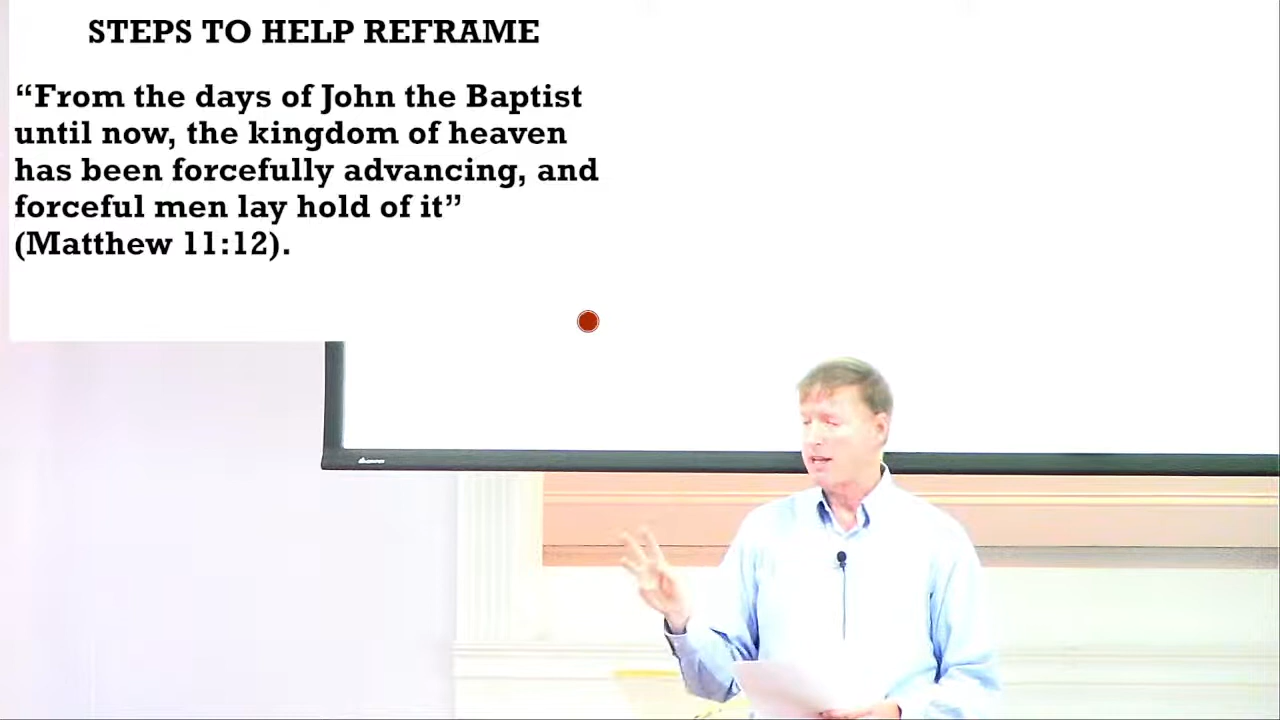 STEPS TO HELP REFRAME
“From the days of John the Baptist
until now, the kingdom of heaven
has been forcefully advancing, and
forceful men lay hold of it”
(Matthew 11:12).